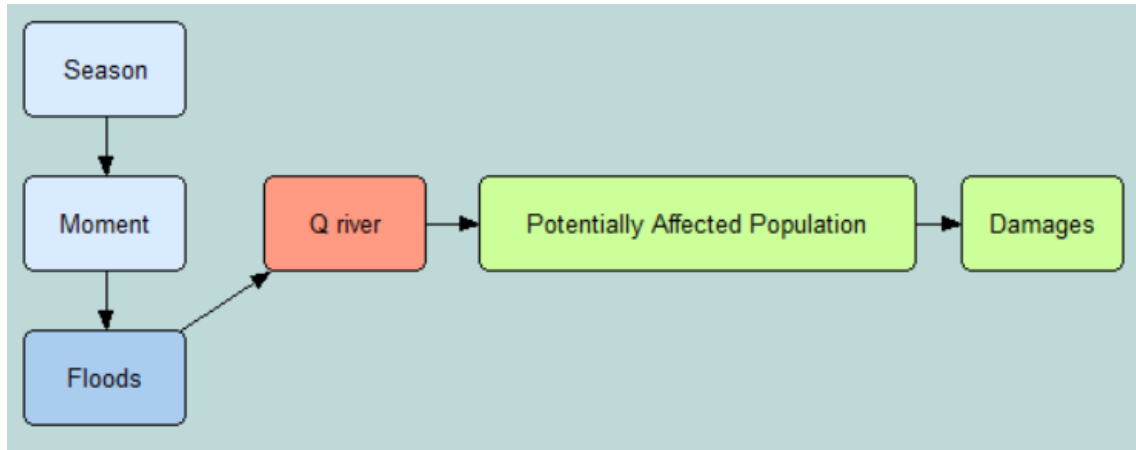 Season
Moment
Q river
Potentially Affected Population
Damages
Floods